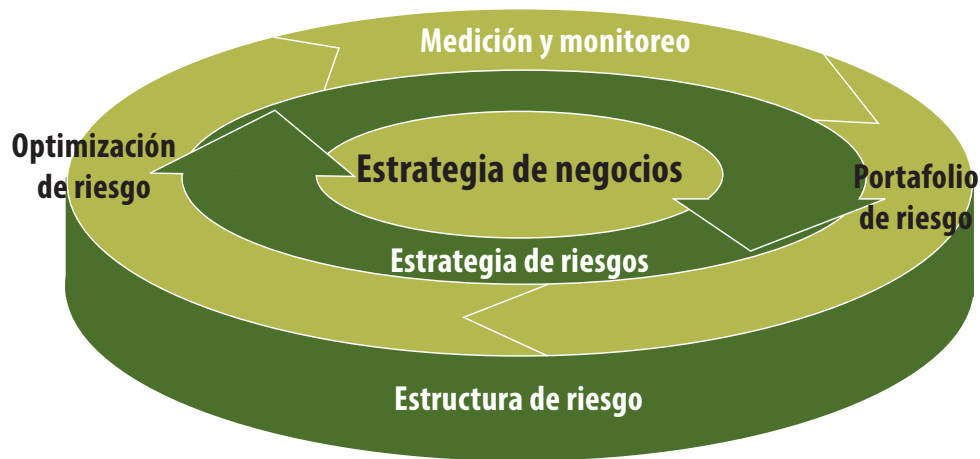 Medición y monitoreo
Optimización
de riesgo
Estrategia de negocios
Portafolio
de riesgo
Estrategia de riesgos
Estructura de riesgo